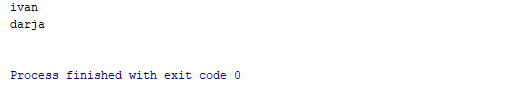 ivan
darja
Process finished with exit code 0